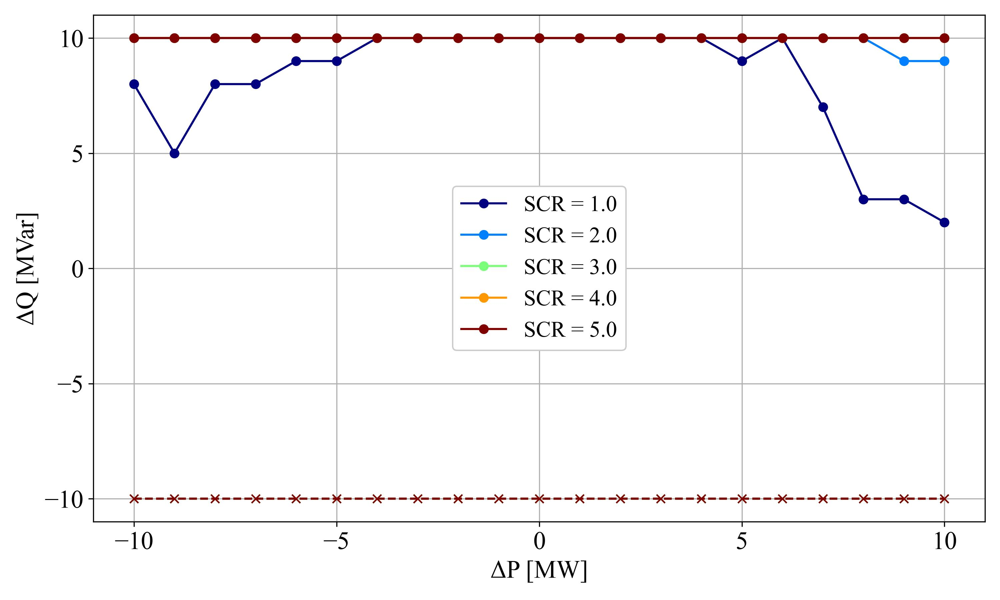 10
5
0
−5
−10
ΔQ [MVar]
SCR = 1.0
SCR = 2.0
SCR = 3.0
SCR = 4.0
SCR = 5.0
−10 −5 0 5 10
ΔP [MW]